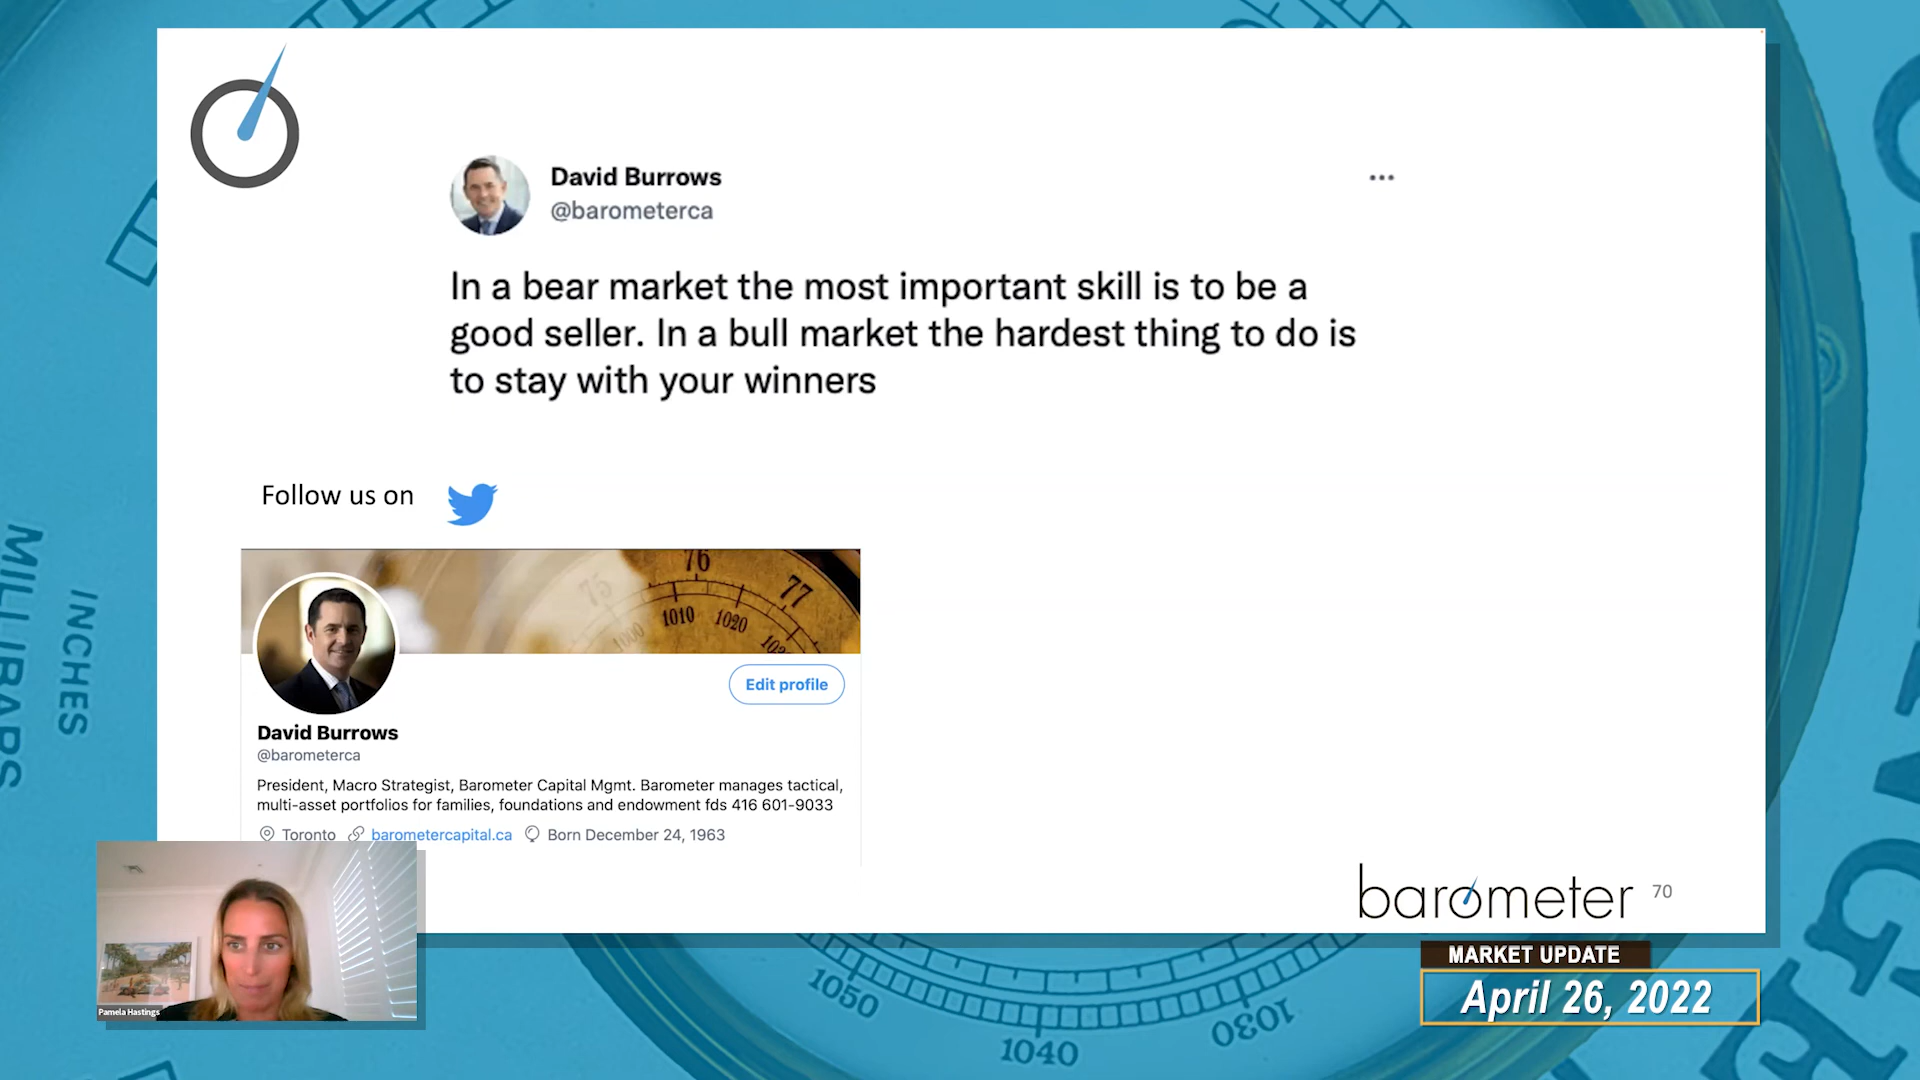 David Burrows
@barometerca
In a bear market the most important skill is to be a
good seller. In a bull market the hardest thing to do is
to stay with your winners
Follow us on
75
76
77
1000
1010
1020
Edit profile
David Burrows
@barometerca
President, Macro Strategist, Barometer Capital Mgmt. Barometer manages tactical,
multi-asset portfolios for families, foundations and endowment fds 416 601-9033
Toronto barometercapital.ca Born December 24, 1963
barometer 70
MARKET UPDATE
April 26, 2022
Pamela Hastings
MILLIBARS
INCHES
1050
1040
1030